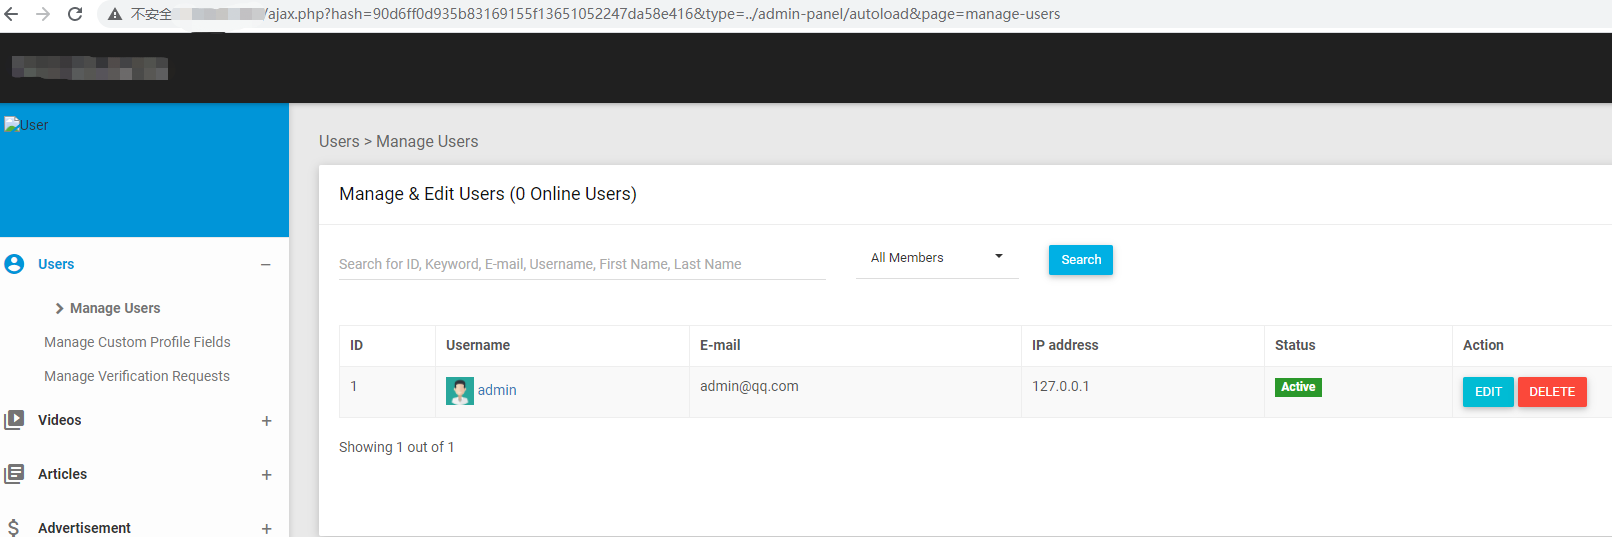 不安全 /ajax.php?hash=90d6ff0d935b83169155f13651052247da58e416&type=../admin-panel/autoload&page=manage-users
User
Users > Manage Users
Manage & Edit Users (0 Online Users)
Users
Search for ID, Keyword, E-mail, Username, First Name, Last Name
All Members
Search
Manage Users
Manage Custom Profile Fields
Manage Verification Requests
Videos
Articles
Advertisement
ID Username E-mail IP address Status Action
1 admin admin@qq.com 127.0.0.1 Active EDIT DELETE
Showing 1 out of 1